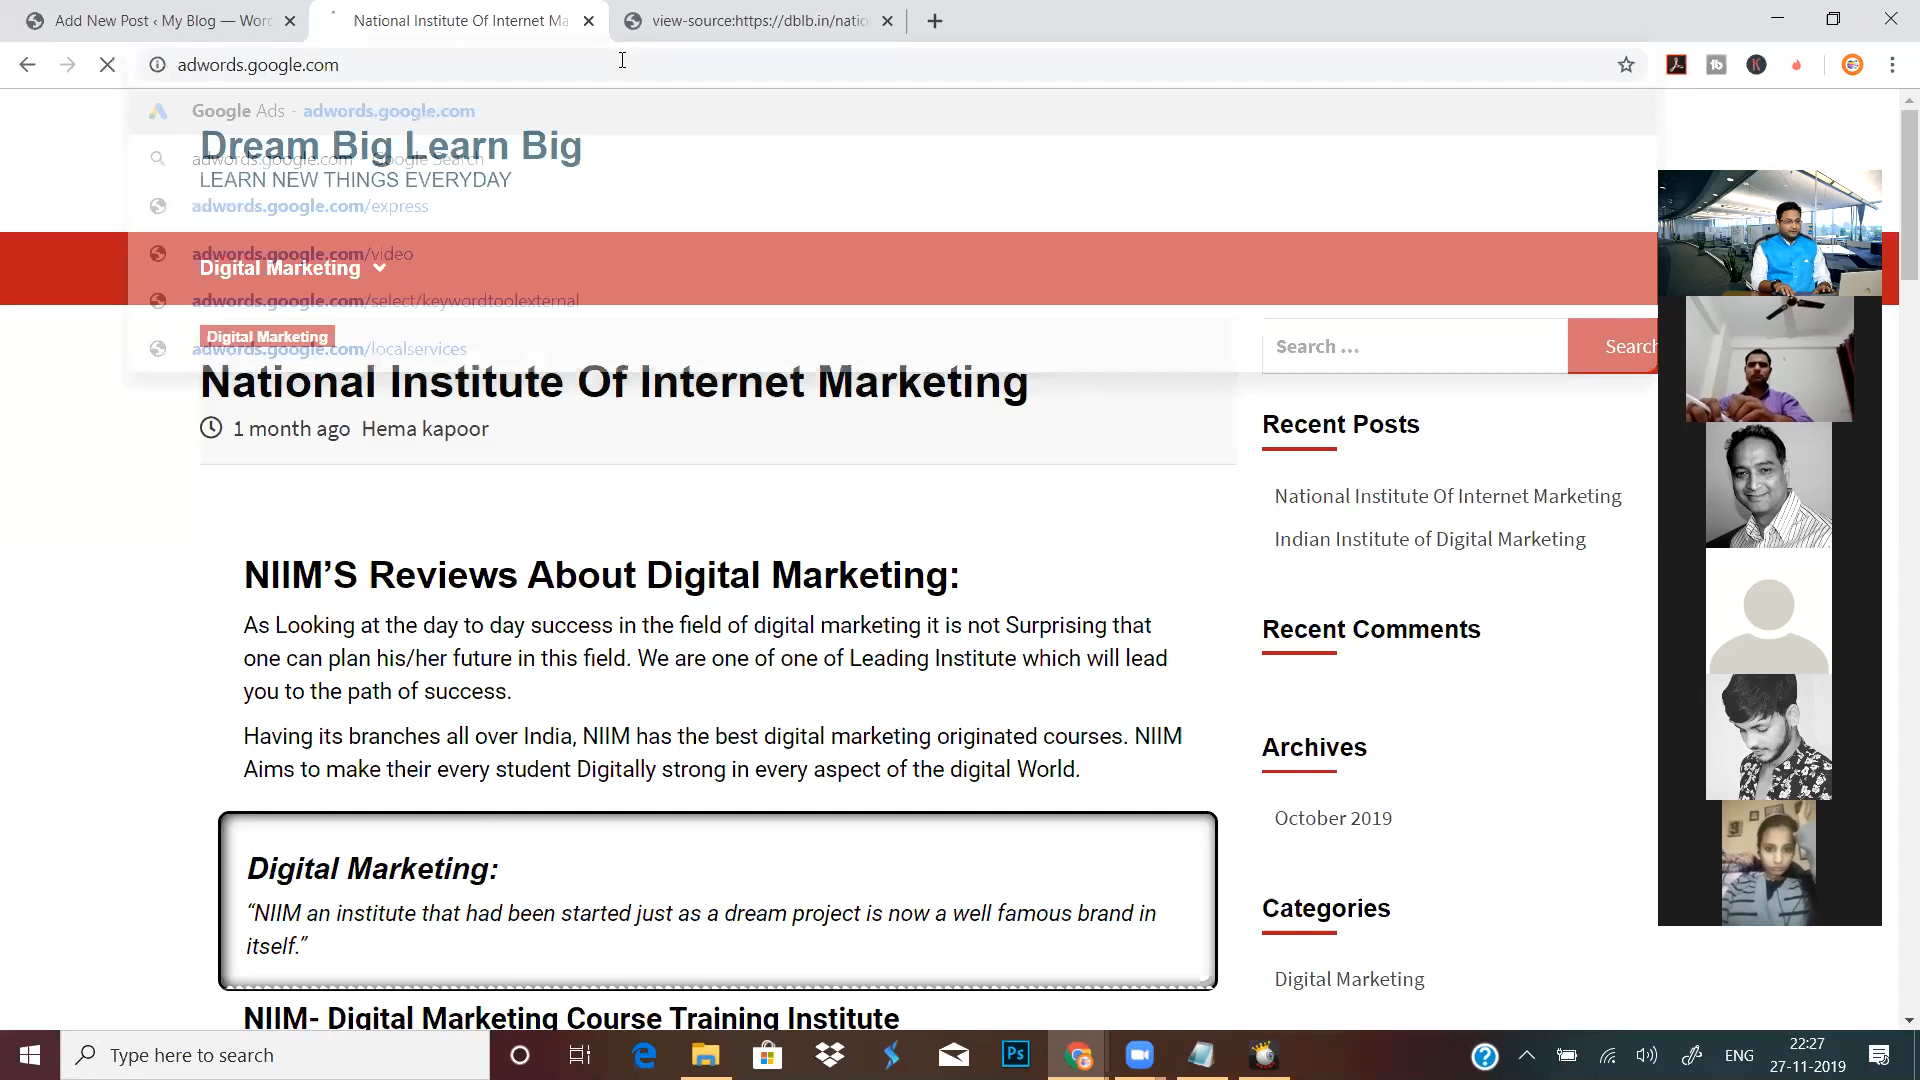 Add New Post ‹ My Blog — Wor
National Institute Of Internet Ma
view-source:https://dblb.in/natio
adwords.google.com
Google Ads - adwords.google.com
adwords.google.com - Google Search
adwords.google.com/express
adwords.google.com/video
adwords.google.com/select/keywordtoolexternal
adwords.google.com/localservices
Dream Big Learn Big
LEARN NEW THINGS EVERYDAY
Digital Marketing
Digital Marketing
National Institute Of Internet Marketing
1 month ago Hema kapoor
NIIM’S Reviews About Digital Marketing:
As Looking at the day to day success in the field of digital marketing it is not Surprising that
one can plan his/her future in this field. We are one of one of Leading Institute which will lead
you to the path of success.
Having its branches all over India, NIIM has the best digital marketing originated courses. NIIM
Aims to make their every student Digitally strong in every aspect of the digital World.
Digital Marketing:
“NIIM an institute that had been started just as a dream project is now a well famous brand in
itself.”
NIIM- Digital Marketing Course Training Institute
Search ...
Search
Recent Posts
National Institute Of Internet Marketing
Indian Institute of Digital Marketing
Recent Comments
Archives
October 2019
Categories
Digital Marketing
Type here to search
Ps
ENG
22:27
27-11-2019